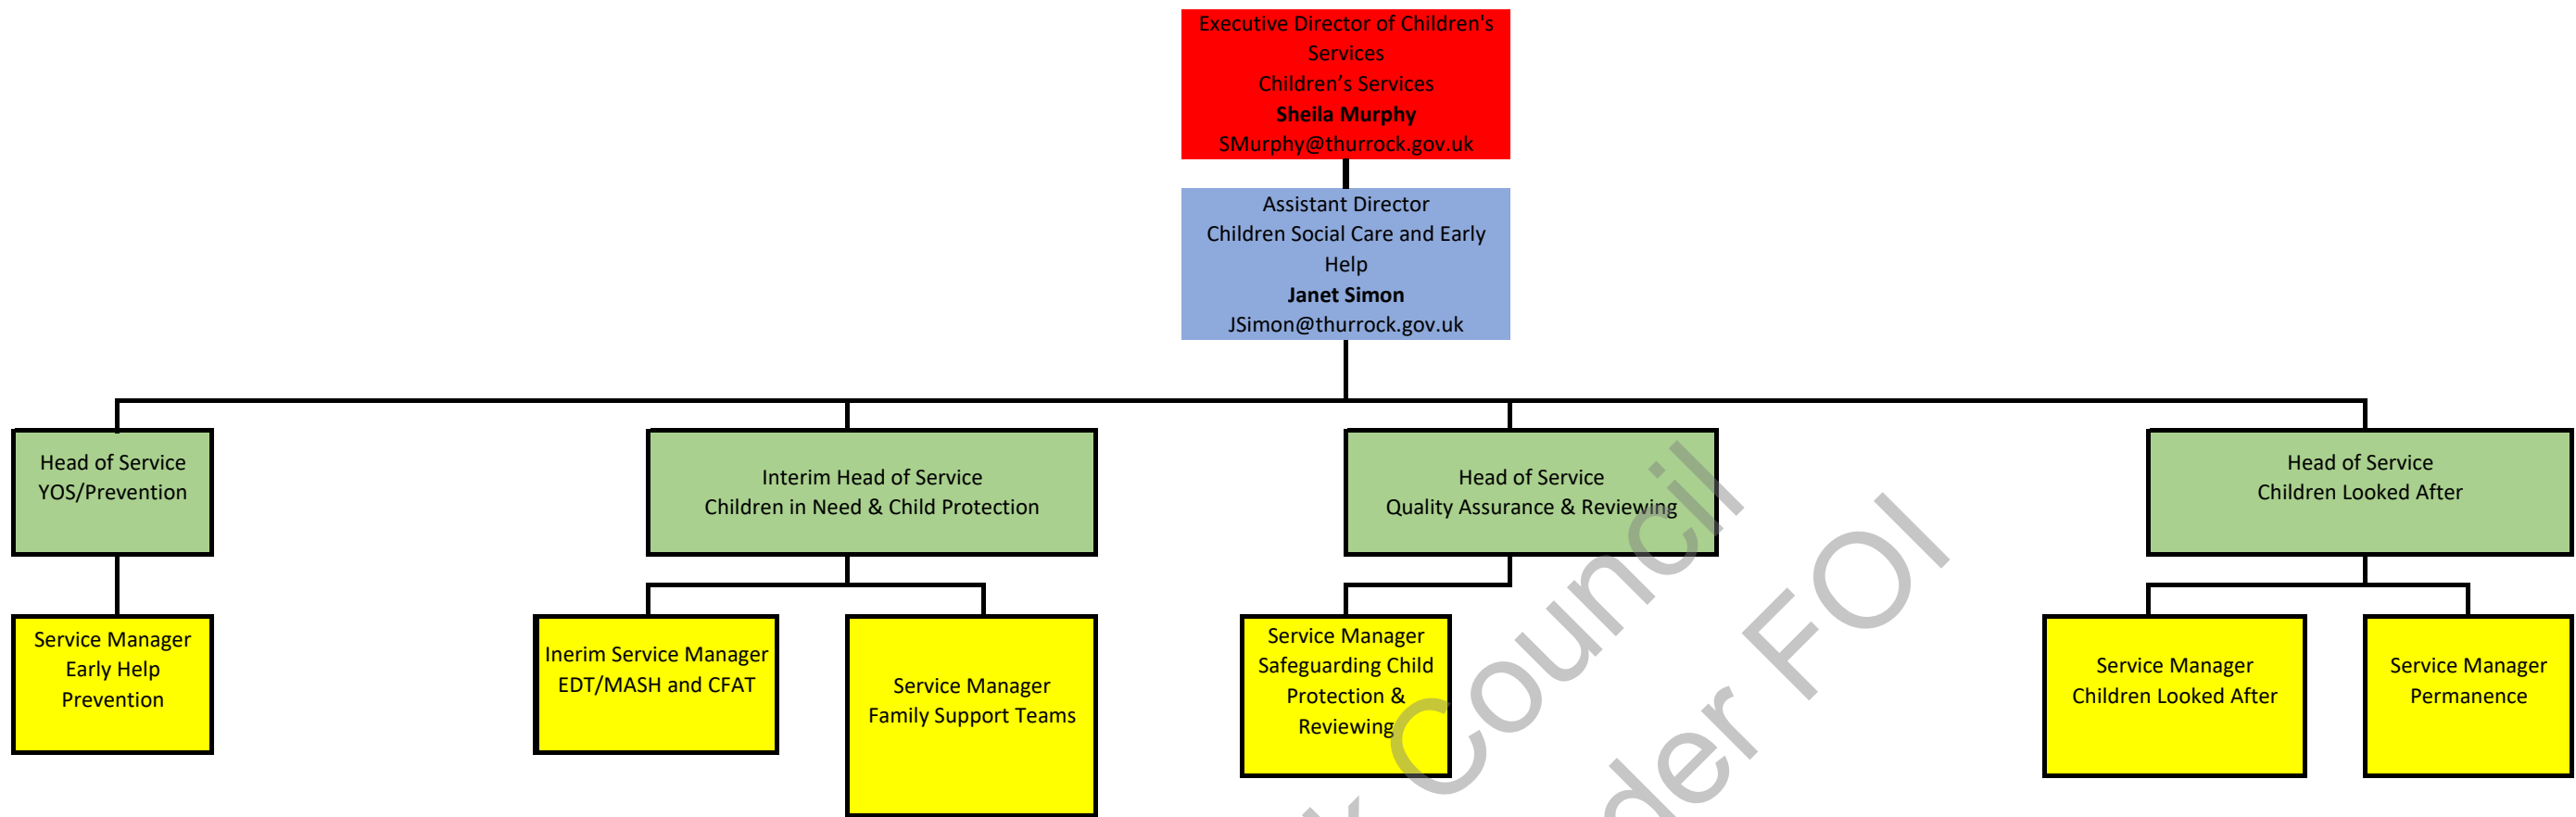 Executive Director of Children's
Services
Children’s Services
Sheila Murphy
SMurphy@thurrock.gov.uk
Assistant Director
Children Social Care and Early
Help
Janet Simon
JSimon@thurrock.gov.uk
Head of Service
YOS/Prevention
Interim Head of Service
Children in Need & Child Protection
Head of Service
Quality Assurance & Reviewing
Head of Service
Children Looked After
Service Manager
Early Help
Prevention
Inerim Service Manager
EDT/MASH and CFAT
Service Manager
Family Support Teams
Service Manager
Safeguarding Child
Protection &
Reviewing
Service Manager
Children Looked After
Service Manager
Permanence
Council
FOI